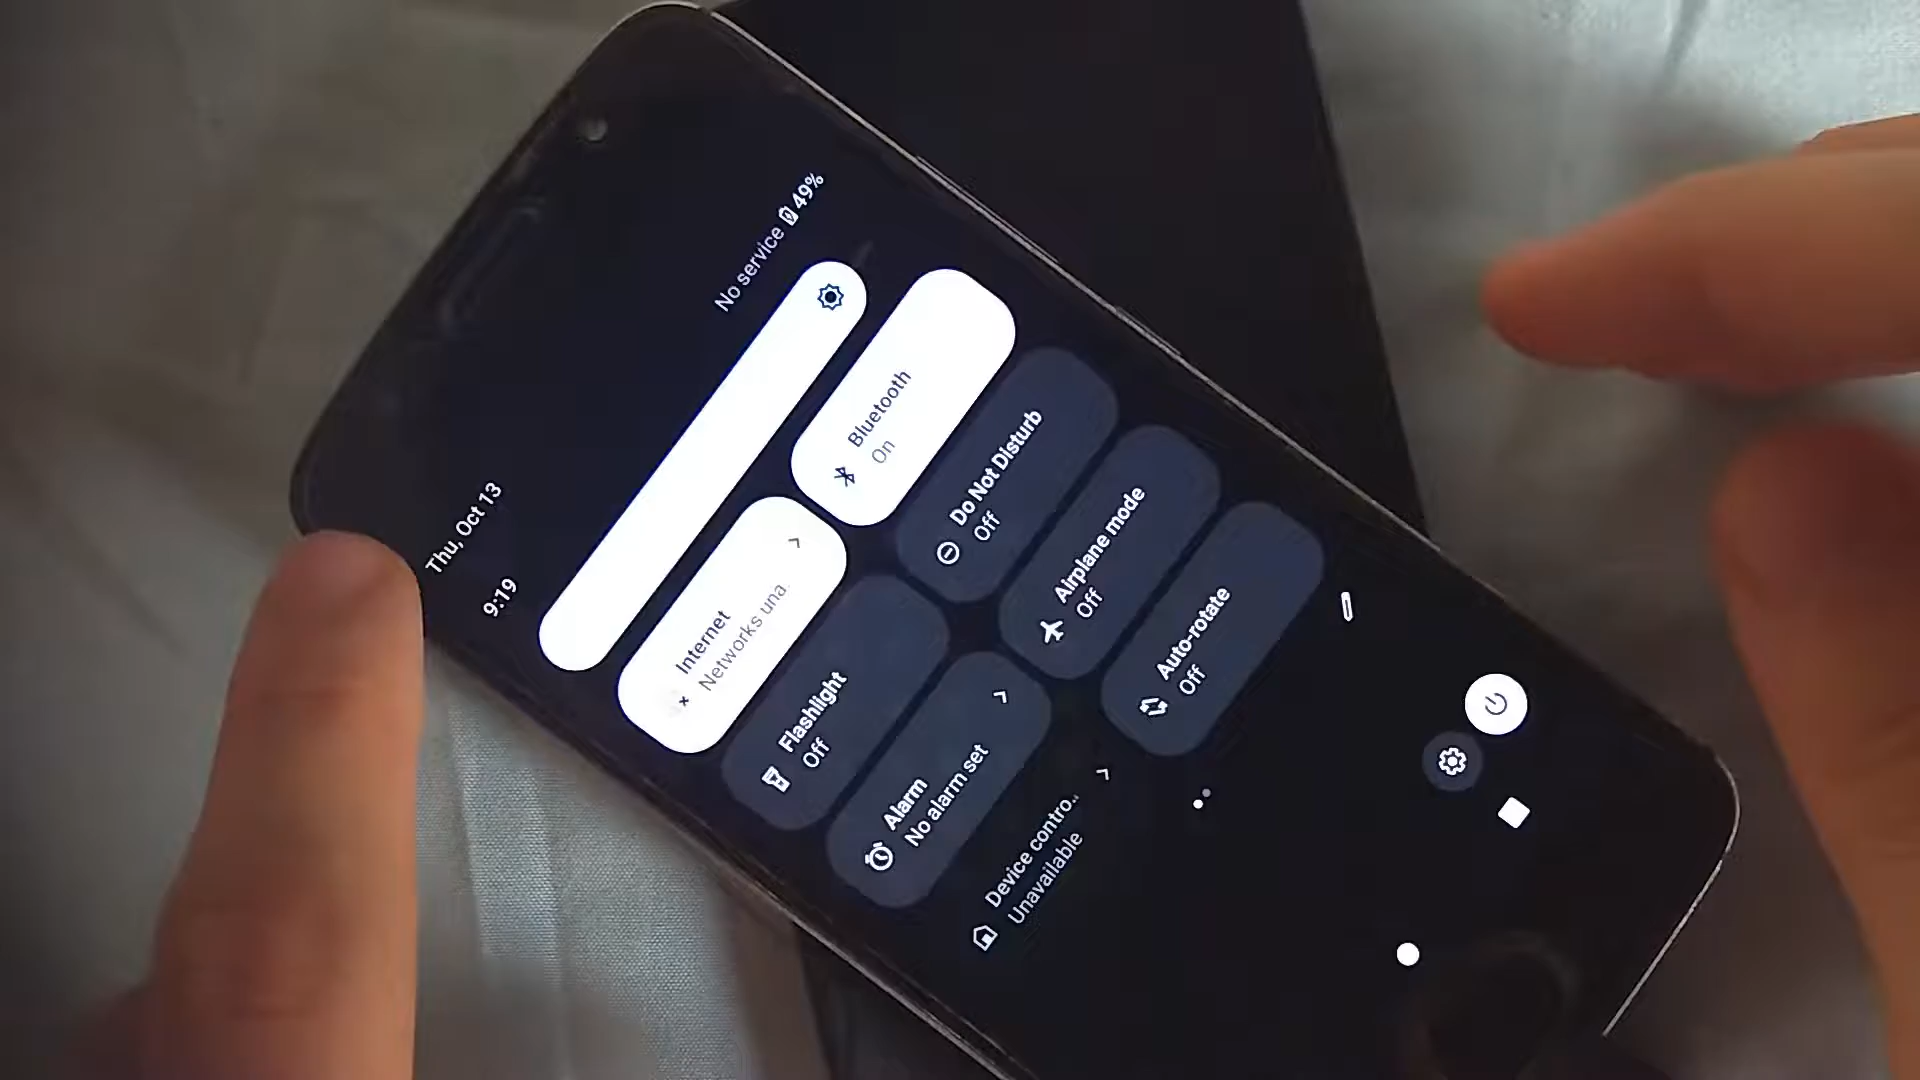 Thu, Oct 13
9:19
No service 49%
Internet
Networks una
Bluetooth
On
Flashlight
Off
Do Not Disturb
Off
Alarm
No alarm set
Airplane mode
Off
Device contro..
Unavailable
Auto-rotate
Off